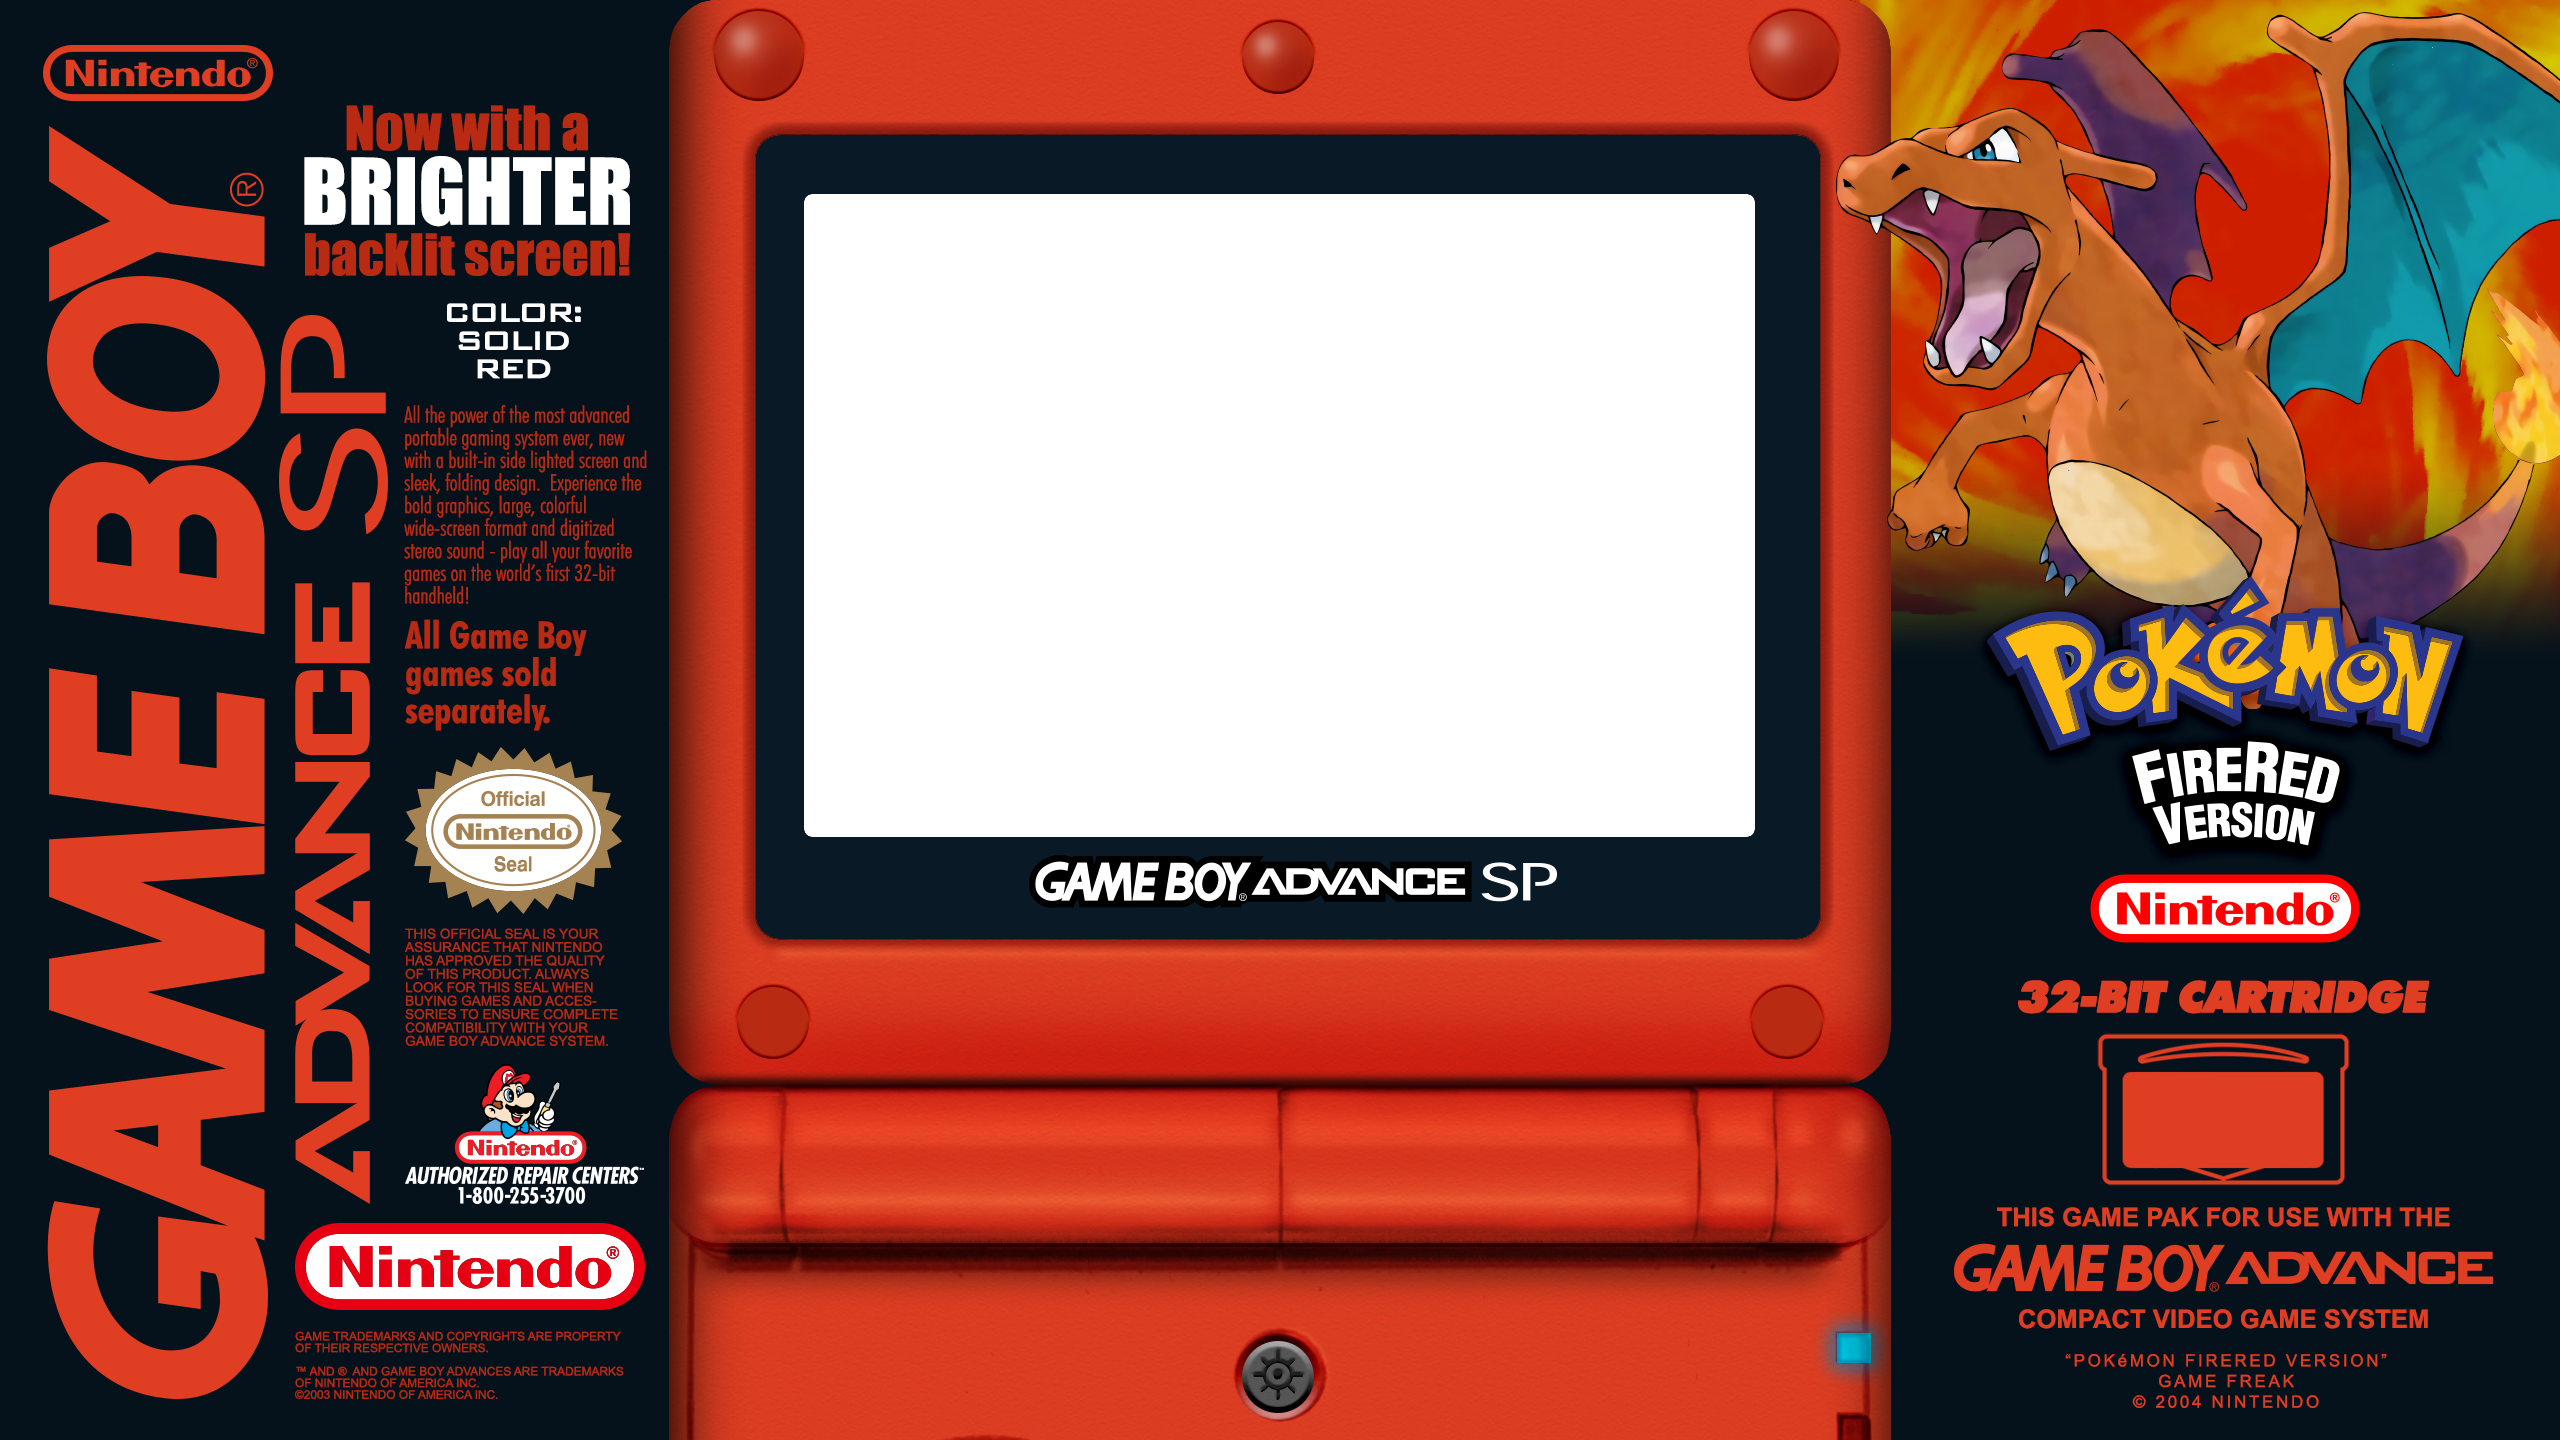 Nintendo®
GAME BOY®
ADVANCE SP
Now with a
BRIGHTER
backlit screen!
COLOR:
SOLID
RED
All the power of the most advanced
portable gaming system ever, new
with a built-in side lighted screen and
sleek, folding design. Experience the
bold graphics, large, colorful
wide-screen format and digitized
stereo sound - play all your favorite
games on the world's first 32-bit
handheld!
All Game Boy
games sold
separately.
Official
Nintendo®
Seal
THIS OFFICIAL SEAL IS YOUR
ASSURANCE THAT NINTENDO
HAS APPROVED THE QUALITY
OF THIS PRODUCT. ALWAYS
LOOK FOR THIS SEAL WHEN
BUYING GAMES AND ACCES-
SORIES TO ENSURE COMPLETE
COMPATIBILITY WITH YOUR
GAME BOY ADVANCE SYSTEM.
Nintendo®
AUTHORIZED REPAIR CENTERS™
1-800-255-3700
Nintendo®
GAME TRADEMARKS AND COPYRIGHTS ARE PROPERTY
OF THEIR RESPECTIVE OWNERS.
™ AND ® AND GAME BOY ADVANCES ARE TRADEMARKS
OF NINTENDO OF AMERICA INC.
©2003 NINTENDO OF AMERICA INC.
GAME BOY® ADVANCE SP
POKéMON
FIRERED
VERSION
Nintendo®
32-BIT CARTRIDGE
THIS GAME PAK FOR USE WITH THE
GAME BOY® ADVANCE
COMPACT VIDEO GAME SYSTEM
"POKéMON FIRERED VERSION"
GAME FREAK
© 2004 NINTENDO